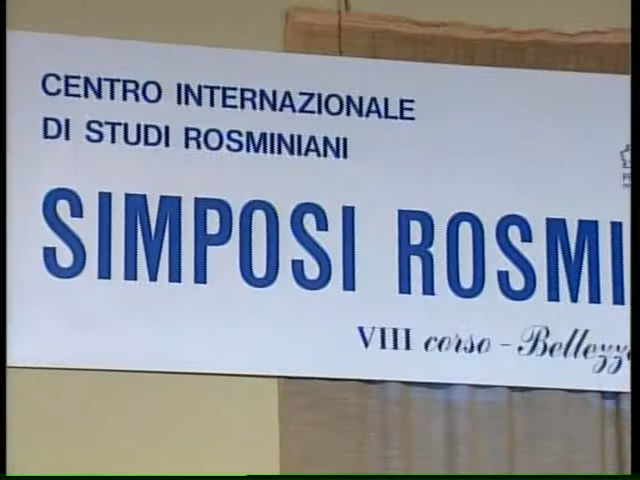 CENTRO INTERNAZIONALE
DI STUDI ROSMINIANI
SIMPOSI ROSMI
VIII corso - Bellezz